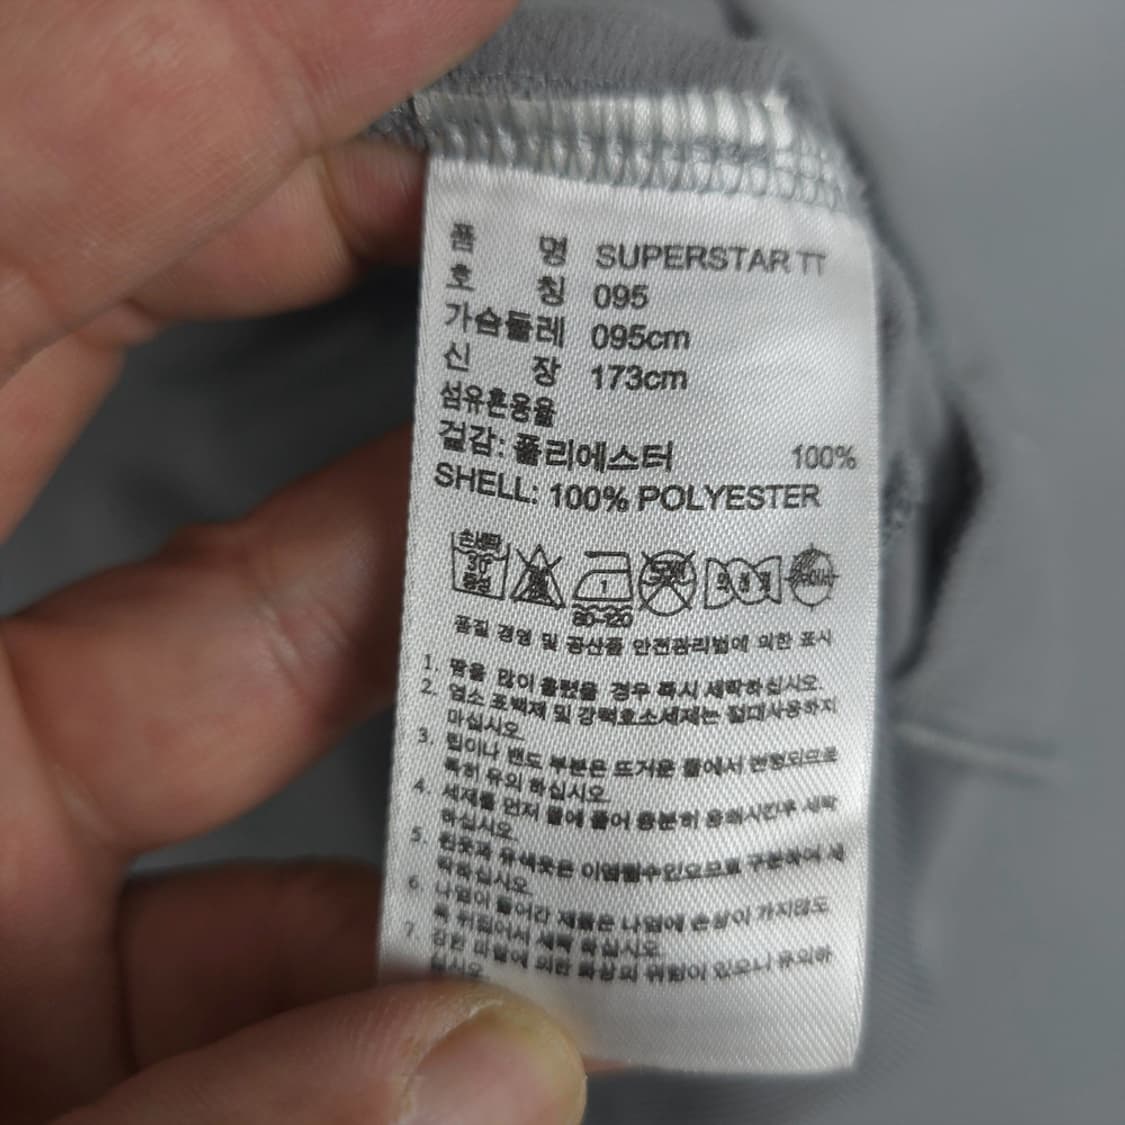 품 명 SUPERSTAR TT
호 칭 095
가슴둘레 095cm
신 장 173cm
섬유혼용율
겉감: 폴리에스터 100%
SHELL: 100% POLYESTER
손세탁
30°
중성
1
80-120
품질 경영 및 공산품 안전관리법에 의한 표시
1. 땀을 많이 흘렸을 경우 즉시 세탁하십시오.
2. 염소 표백제 및 강력효소세제는 절대사용하지
마십시오.
3. 립이나 밴드 부분은 뜨거운 물에서 변형되므로
특히 유의 하십시오.
4. 세제를 먼저 물에 풀어 충분히 용해시킨후 세탁
하십시오.
5. 흰옷과 유색옷은 이염될수있으므로 구분하여 세
탁하십시오.
6. 나염이 들어간 제품은 나염에 손상이 가지않도
록 뒤집어서 세탁 하십시오.
7. 강한 마찰에 의한 화상의 위험이 있으니 유의하
십시오.